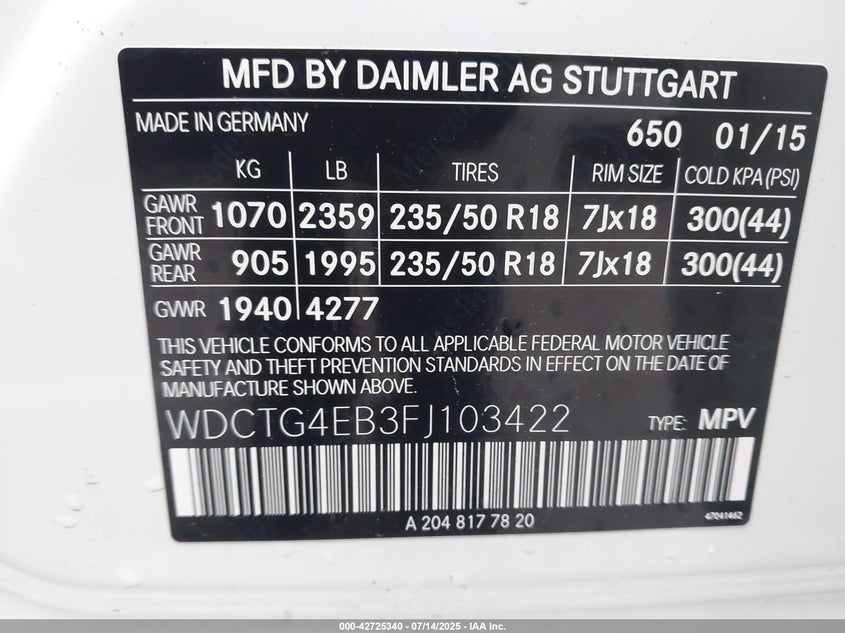 MFD BY DAIMLER AG STUTTGART
MADE IN GERMANY 650 01/15
KG LB TIRES RIM SIZE COLD KPA (PSI)
GAWR FRONT 1070 2359 235/50 R18 7Jx18 300(44)
GAWR REAR 905 1995 235/50 R18 7Jx18 300(44)
GVWR 1940 4277
THIS VEHICLE CONFORMS TO ALL APPLICABLE FEDERAL MOTOR VEHICLE
SAFETY AND THEFT PREVENTION STANDARDS IN EFFECT ON THE DATE OF
MANUFACTURE SHOWN ABOVE.
WDCTG4EB3FJ103422 TYPE: MPV
A 204 817 78 20 47041462
000-42725340 - 07/14/2025 - IAA Inc.